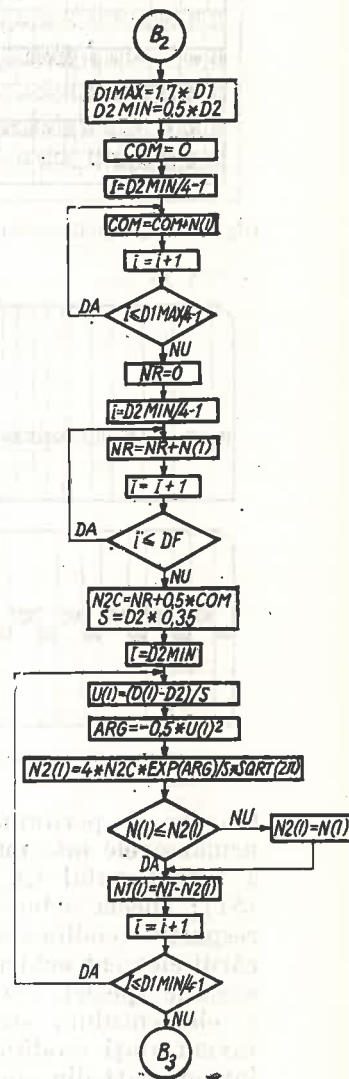 B2
D1MAX=1,7*D1
D2MIN=0,5*D2
COM=0
I=D2MIN/4-1
COM=COM+N(I)
i=i+1
DA
I≤DIMAX/4-1
NU
NR=0
i=D2MIN/4-1
NR=NR+N(I)
I=I+1
DA
i≤DF
NU
N2C=NR+0,5*COM
S=D2*0,35
I=D2MIN
U(I)=(D(I)-D2)/S
ARG=-0,5*U(I)²
N2(I)=4*N2C*EXP(ARG)/S*SQRT(2π)
N(I)≤N2(I)
NU
N2(I)=N(I)
DA
N1(I)=NT-N2(I)
i=i+1
DA
I≤D1MIN/4-1
NU
B3